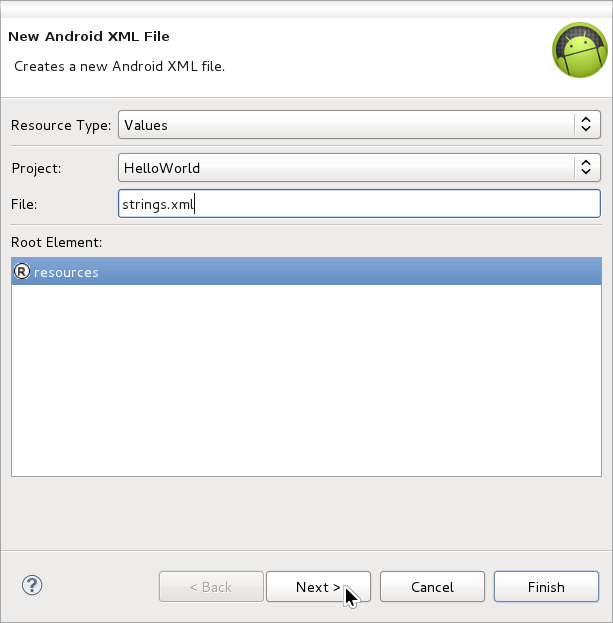 New Android XML File
Creates a new Android XML file.
Resource Type: Values
Project: HelloWorld
File: strings.xml
Root Element:
R resources
? < Back Next > Cancel Finish